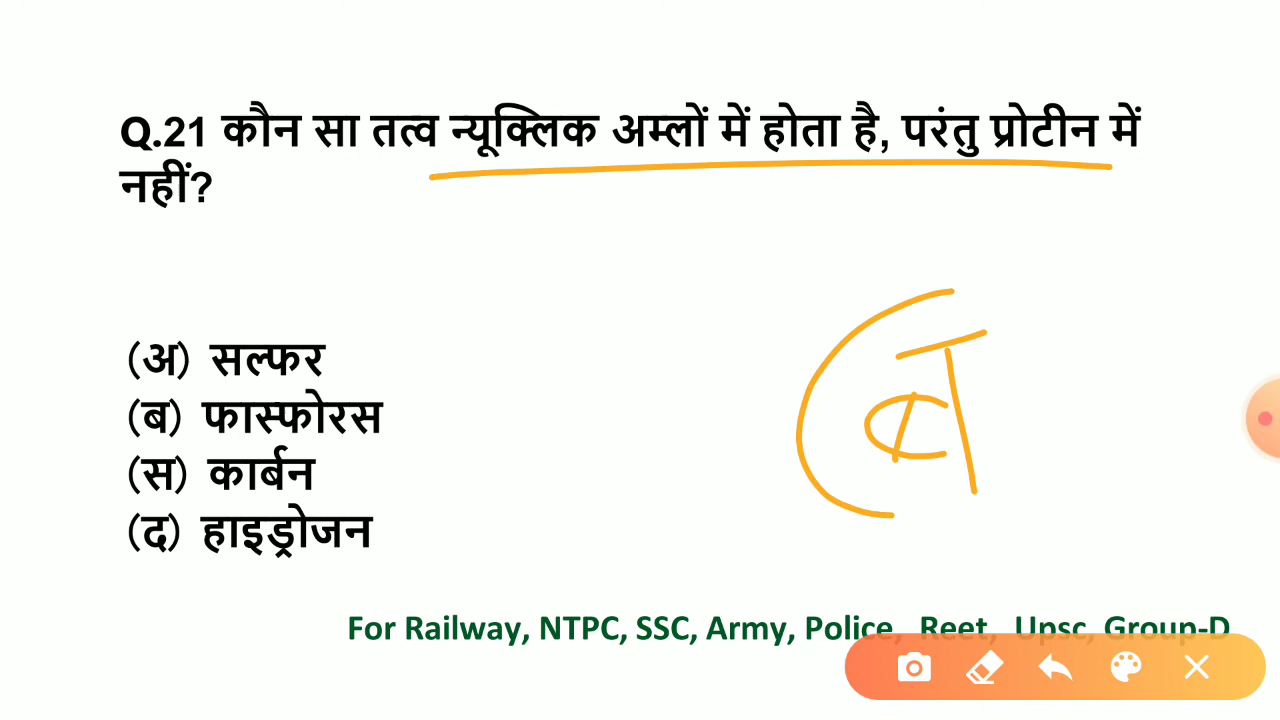 Q.21 कौन सा तत्व न्यूक्लिक अम्लों में होता है, परंतु प्रोटीन में
नहीं?
(अ) सल्फर
(ब) फास्फोरस
(स) कार्बन
(द) हाइड्रोजन
(ब
For Railway, NTPC, SSC, Army, Police, Reet, Upsc, Group-D